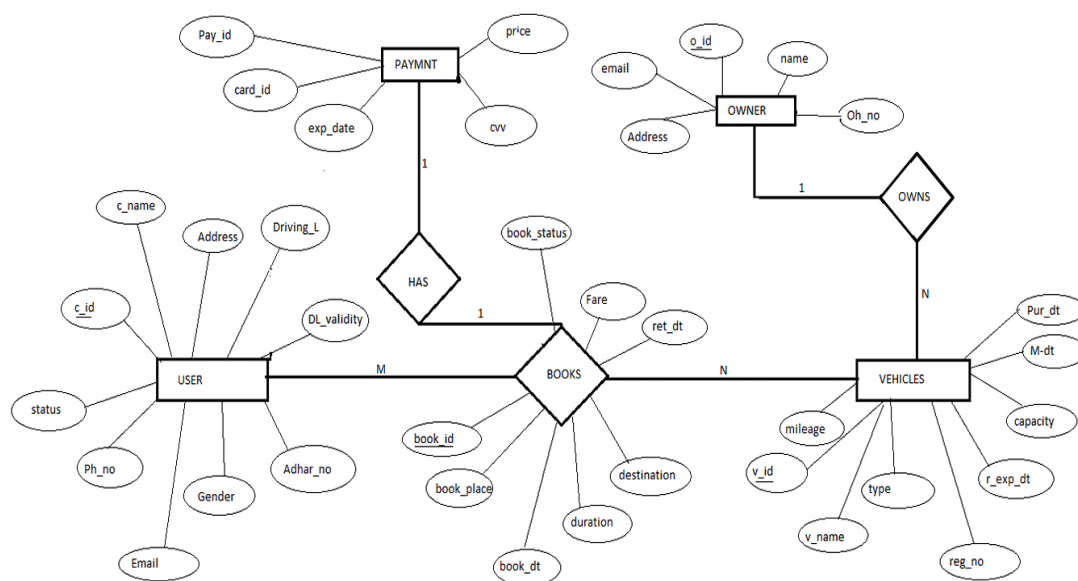 Pay_id
price
PAYMNT
card_id
exp_date
cvv
o_id
name
email
OWNER
Oh_no
Address
1
1
OWNS
c_name
Address
Driving_L
book_status
HAS
N
c_id
DL_validity
1
Fare
ret_dt
Pur_dt
M-dt
USER
M
BOOKS
N
VEHICLES
status
mileage
capacity
Ph_no
Gender
Adhar_no
book_id
book_place
destination
v_id
type
r_exp_dt
Email
book_dt
duration
v_name
reg_no